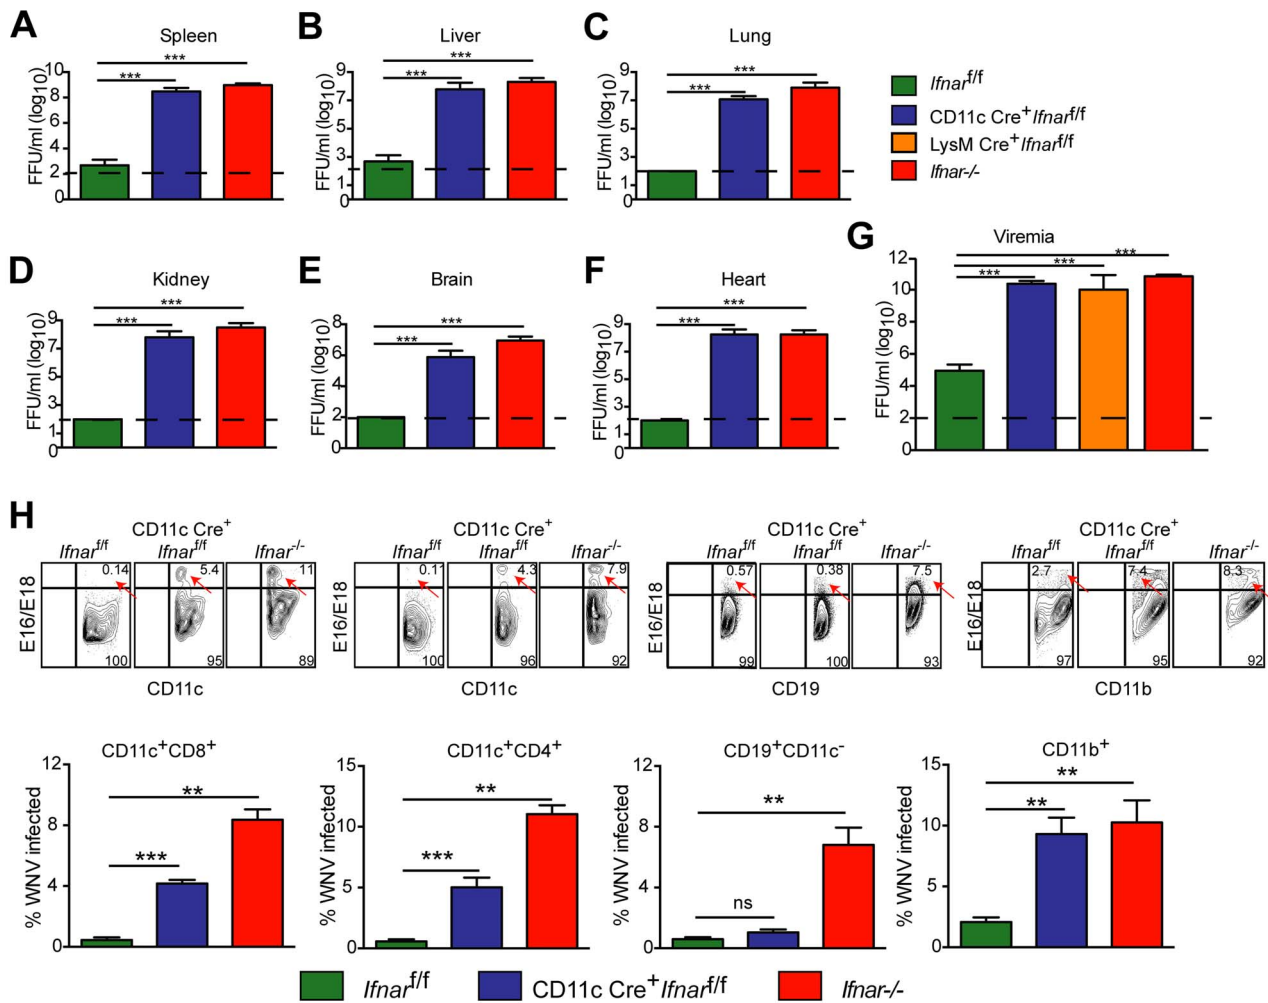 A
Spleen
***
***
FFU/ml (log10)
10
8
6
4
2
0
B
Liver
***
***
FFU/ml (log10)
9
7
5
3
1
0
C
Lung
***
***
FFU/ml (log10)
9
7
5
3
1
0
Ifnarf/f
CD11c Cre+Ifnarf/f
LysM Cre+Ifnarf/f
Ifnar-/-
D
Kidney
***
***
FFU/ml (log10)
9
7
5
3
1
0
E
Brain
***
***
FFU/ml (log10)
8
6
4
2
0
F
Heart
***
***
FFU/ml (log10)
9
7
5
3
1
0
G
Viremia
***
***
***
FFU/ml (log10)
12
10
8
6
4
2
0
H
CD11c Cre+
Ifnarf/f Ifnarf/f Ifnar-/-
E16/E18
0.14 5.4 11
100 95 89
CD11c
CD11c Cre+
Ifnarf/f Ifnarf/f Ifnar-/-
E16/E18
0.11 4.3 7.9
100 96 92
CD11c
CD11c Cre+
Ifnarf/f Ifnarf/f Ifnar-/-
E16/E18
0.57 0.38 7.5
99 100 93
CD19
CD11c Cre+
Ifnarf/f Ifnarf/f Ifnar-/-
E16/E18
2.7 7.4 8.3
97 95 92
CD11b
CD11c+CD8+
% WNV infected
12
8
4
0
**
***
CD11c+CD4+
% WNV infected
15
10
5
0
**
***
CD19+CD11c-
% WNV infected
12
8
4
0
**
ns
CD11b+
% WNV infected
15
10
5
0
**
**
Ifnarf/f
CD11c Cre+Ifnarf/f
Ifnar-/-